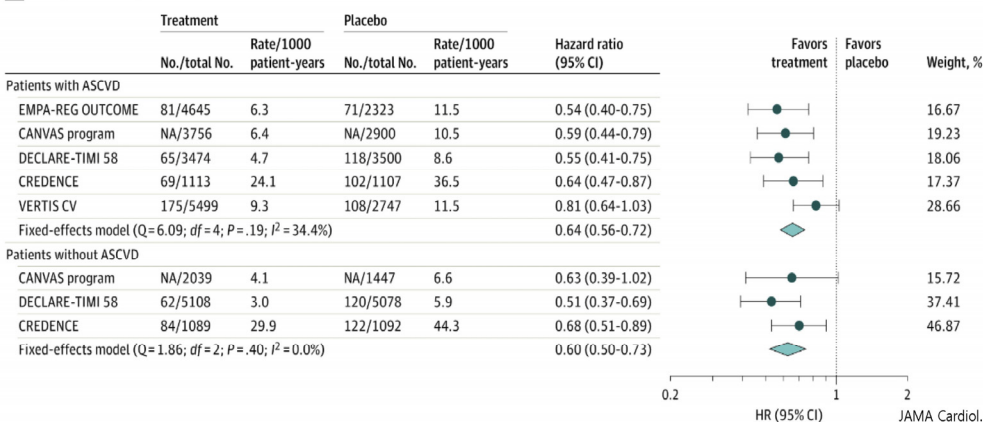 Treatment Placebo
No./total No. Rate/1000 patient-years No./total No. Rate/1000 patient-years Hazard ratio (95% CI) Favors treatment Favors placebo Weight, %
Patients with ASCVD
EMPA-REG OUTCOME 81/4645 6.3 71/2323 11.5 0.54 (0.40-0.75) 16.67
CANVAS program NA/3756 6.4 NA/2900 10.5 0.59 (0.44-0.79) 19.23
DECLARE-TIMI 58 65/3474 4.7 118/3500 8.6 0.55 (0.41-0.75) 18.06
CREDENCE 69/1113 24.1 102/1107 36.5 0.64 (0.47-0.87) 17.37
VERTIS CV 175/5499 9.3 108/2747 11.5 0.81 (0.64-1.03) 28.66
Fixed-effects model (Q=6.09; df=4; P=.19; I²=34.4%) 0.64 (0.56-0.72)
Patients without ASCVD
CANVAS program NA/2039 4.1 NA/1447 6.6 0.63 (0.39-1.02) 15.72
DECLARE-TIMI 58 62/5108 3.0 120/5078 5.9 0.51 (0.37-0.69) 37.41
CREDENCE 84/1089 29.9 122/1092 44.3 0.68 (0.51-0.89) 46.87
Fixed-effects model (Q=1.86; df=2; P=.40; I²=0.0%) 0.60 (0.50-0.73)
0.2 1 2
HR (95% CI) JAMA Cardiol.